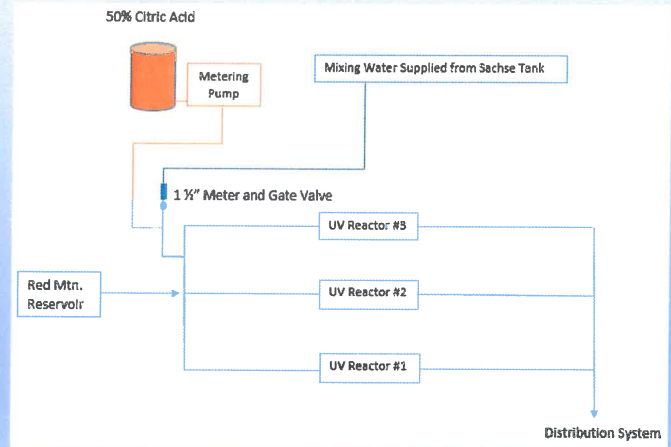 50% Citric Acid
Metering
Pump
Mixing Water Supplied from Sachse Tank
1 ½” Meter and Gate Valve
UV Reactor #3
Red Mtn.
Reservoir
UV Reactor #2
UV Reactor #1
Distribution System